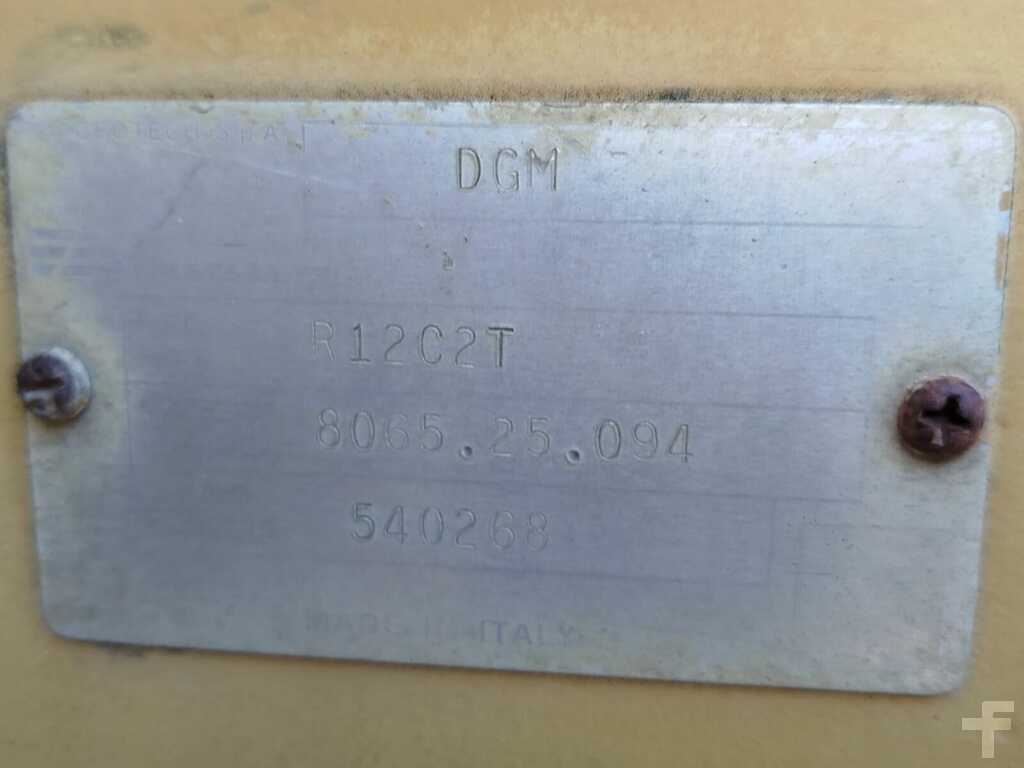 DGM
R12C2T
8065.25.094
540268
MADE IN ITALY